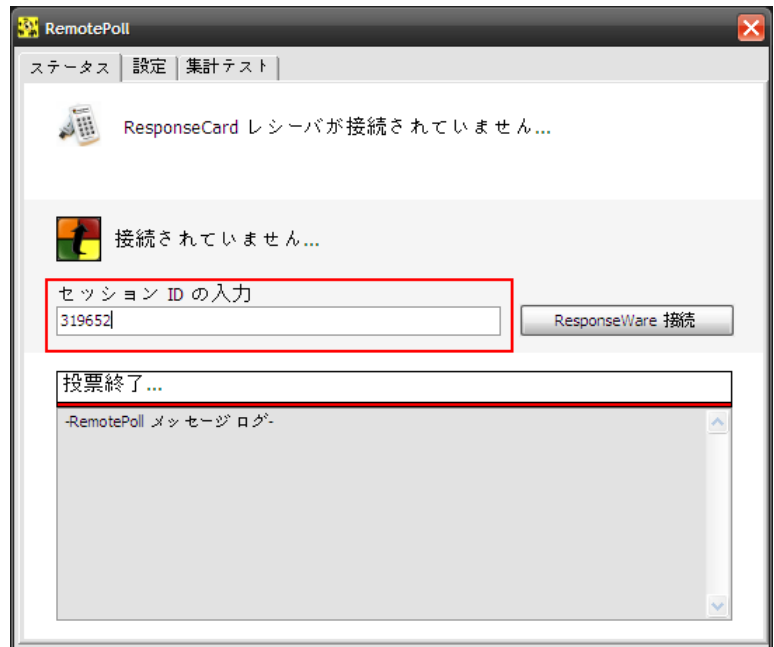 RemotePoll
ステータス 設定 集計テスト
ResponseCard レシーバが接続されていません...
接続されていません...
セッション ID の入力
319652
ResponseWare 接続
投票終了...
-RemotePoll メッセージ ログ-